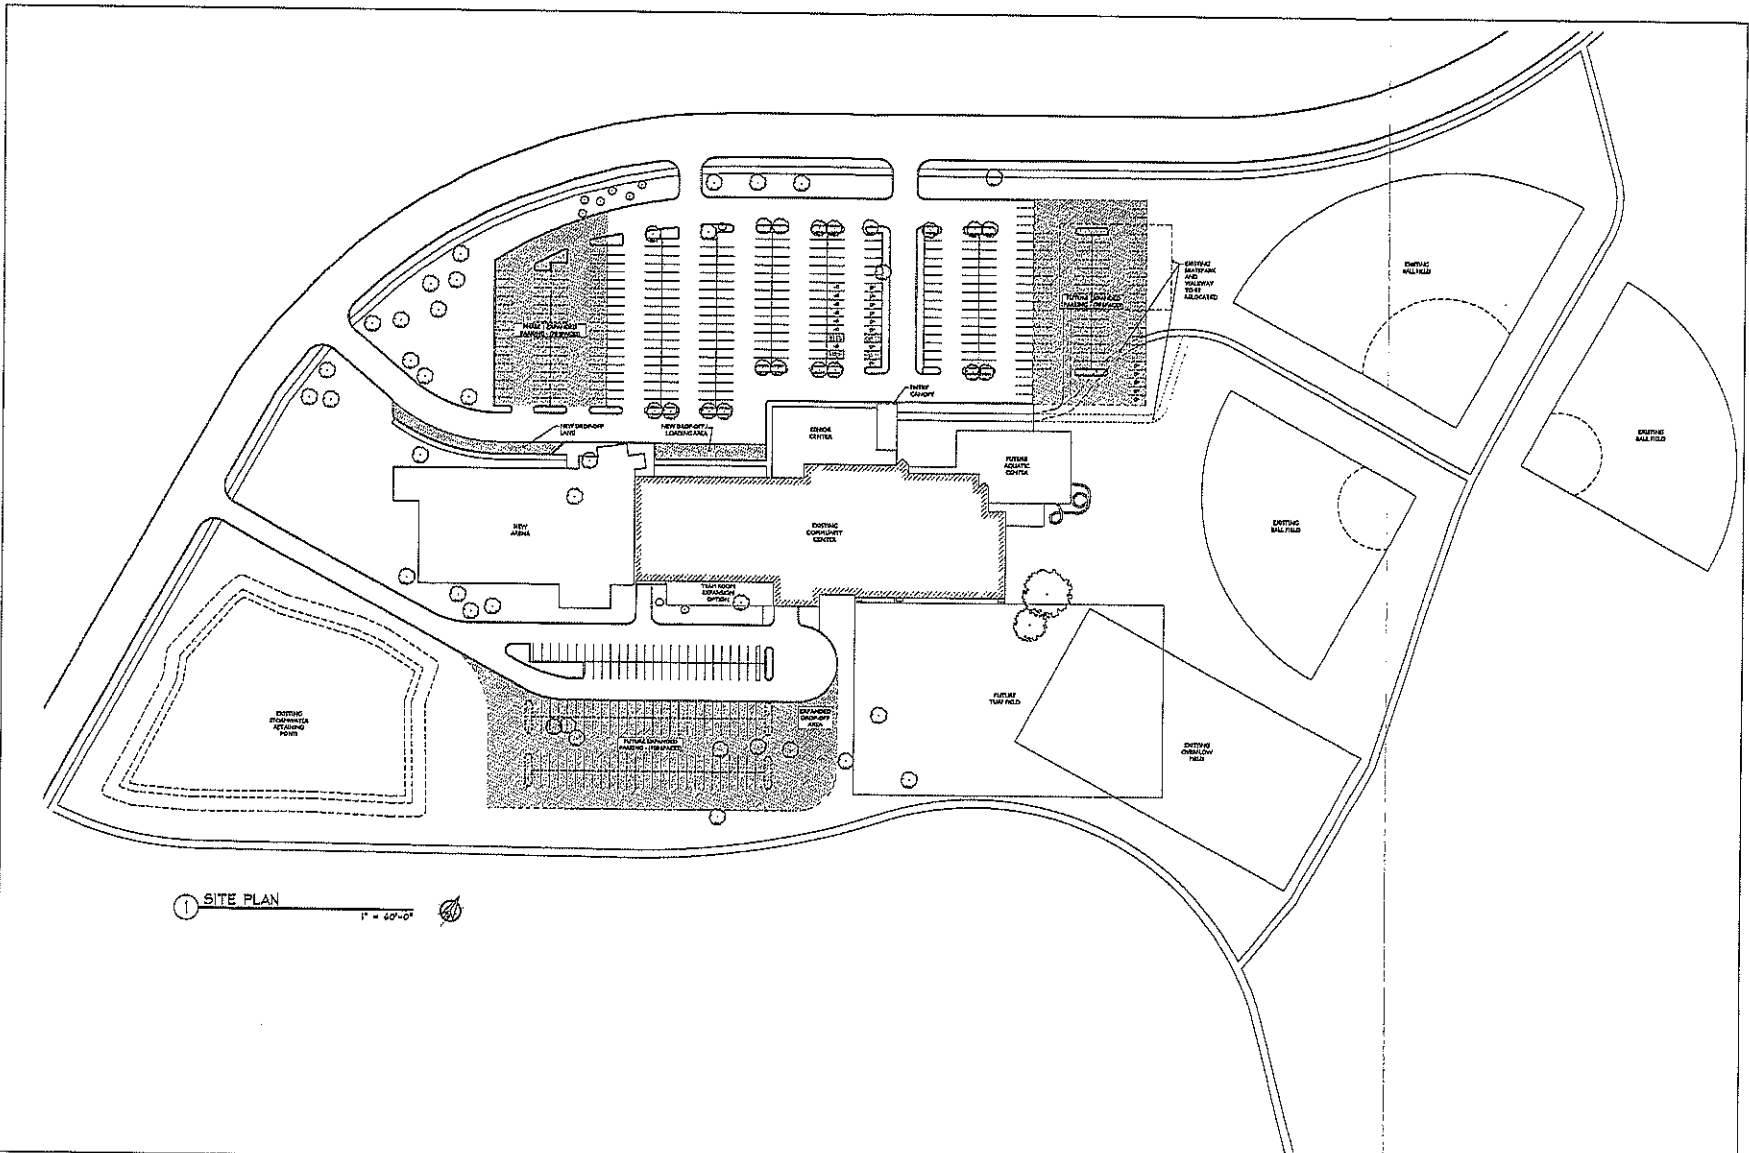 EXISTING
BALL FIELD
EXISTING
SKATEPARK
AND
WALKWAY
TO BE
RELOCATED
FUTURE EXPANDED
PHASE 1 EXPANDED
ENTRY
CANOPY
NEW DROP-OFF
LANE
NEW DROP-OFF/
LOADING AREA
SENIOR
CENTER
EXISTING
BALL FIELD
FUTURE
AQUATIC
CENTER
NEW
ARENA
EXISTING
COMMUNITY
CENTER
EXISTING
BALL FIELD
TEAM ROOM
EXPANSION
OPTION
FUTURE
TURF FIELD
EXISTING
STORMWATER
RETAINING
POND
EXPANDED
DROP-OFF
AREA
FUTURE EXPANDED
EXISTING
OVERFLOW
FIELD
1 SITE PLAN
1" = 60'-0"